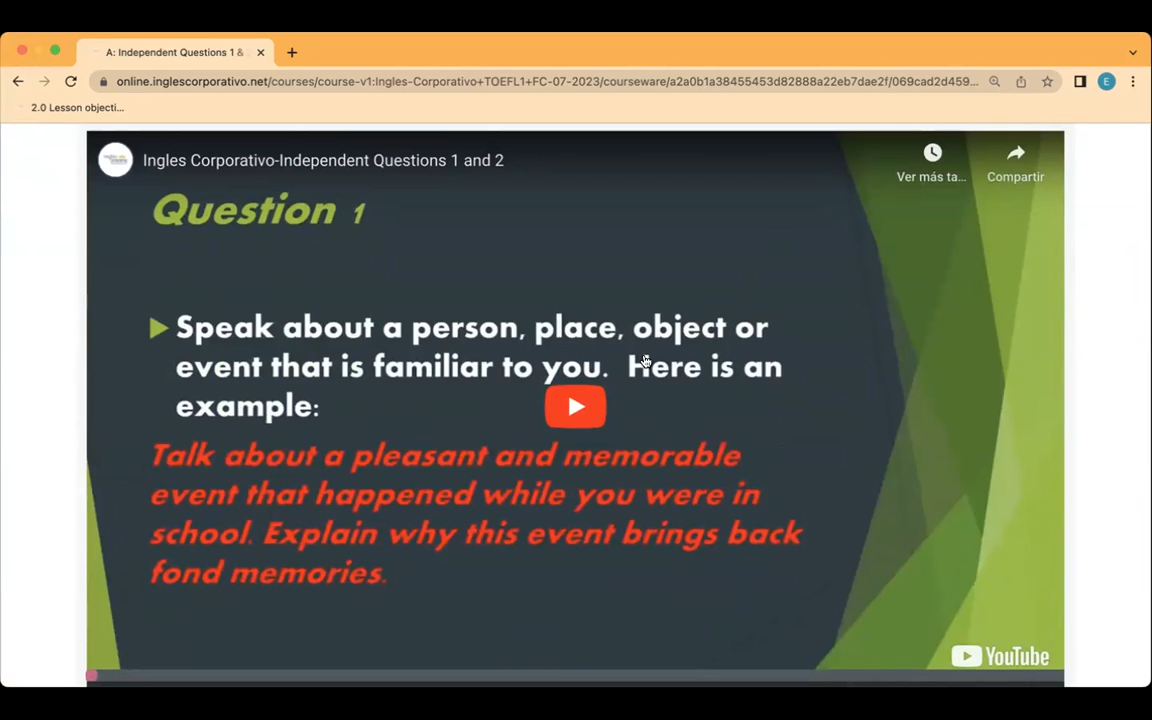 A: Independent Questions 1 &
online.inglescorporativo.net/courses/course-v1:Ingles-Corporativo+TOEFL1+FC-07-2023/courseware/a2a0b1a38455453d82888a22eb7dae2f/069cad2d459...
E
2.0 Lesson objecti...
Ingles Corporativo-Independent Questions 1 and 2
Ver más ta...
Compartir
Question 1
Speak about a person, place, object or
event that is familiar to you. Here is an
example:
Talk about a pleasant and memorable
event that happened while you were in
school. Explain why this event brings back
fond memories.
YouTube